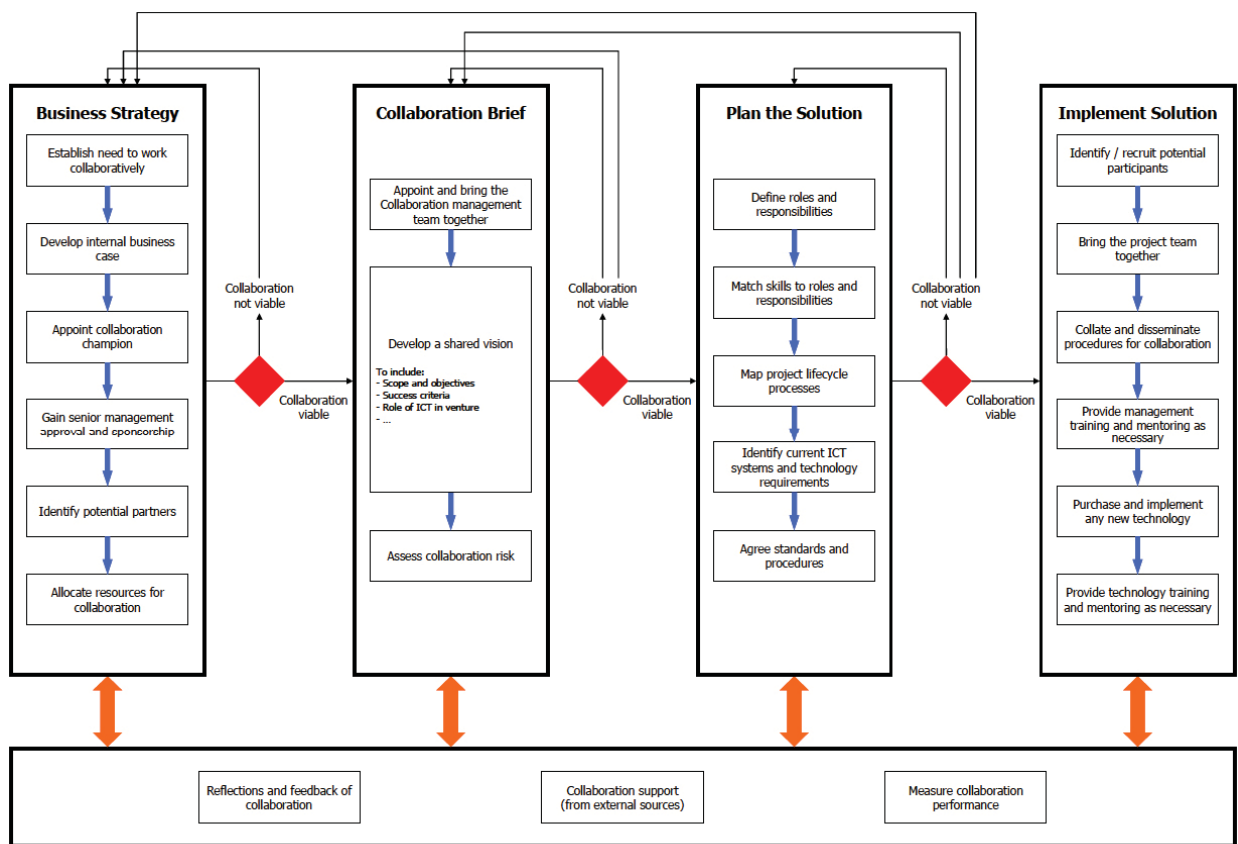 Business Strategy
Establish need to work
collaboratively
Develop internal business
case
Appoint collaboration
champion
Gain senior management
approval and sponsorship
Identify potential partners
Allocate resources for
collaboration
Collaboration
not viable
Collaboration
viable
Collaboration Brief
Appoint and bring the
Collaboration management
team together
Develop a shared vision
To include:
- Scope and objectives
- Success criteria
- Role of ICT in venture
- ...
Assess collaboration risk
Collaboration
not viable
Collaboration
viable
Plan the Solution
Define roles and
responsibilities
Match skills to roles and
responsibilities
Map project lifecycle
processes
Identify current ICT
systems and technology
requirements
Agree standards and
procedures
Collaboration
not viable
Collaboration
viable
Implement Solution
Identify / recruit potential
participants
Bring the project team
together
Collate and disseminate
procedures for collaboration
Provide management
training and mentoring as
necessary
Purchase and implement
any new technology
Provide technology training
and mentoring as necessary
Reflections and feedback of
collaboration
Collaboration support
(from external sources)
Measure collaboration
performance